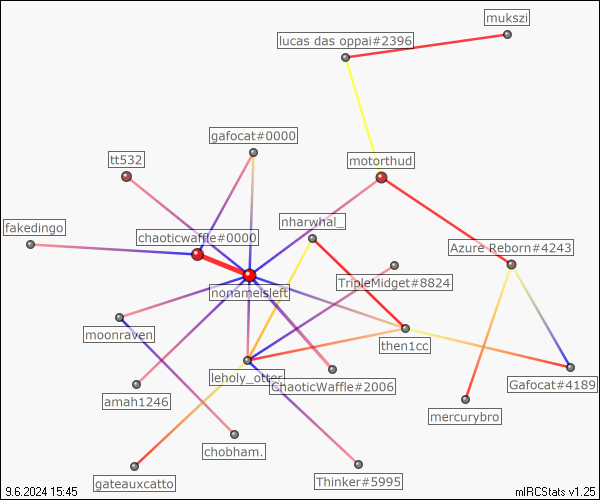 mukszi
lucas das oppai#2396
gafocat#0000
tt532
motorthud
fakedingo
nharwhal_
chaoticwaffle#0000
Azure Reborn#4243
TripleMidget#8824
nonameisleft
moonraven
then1cc
leholy_otter
ChaoticWaffle#2006
Gafocat#4189
amah1246
mercurybro
chobham.
gateauxcatto
Thinker#5995
9.6.2024 15:45
mIRCStats v1.25